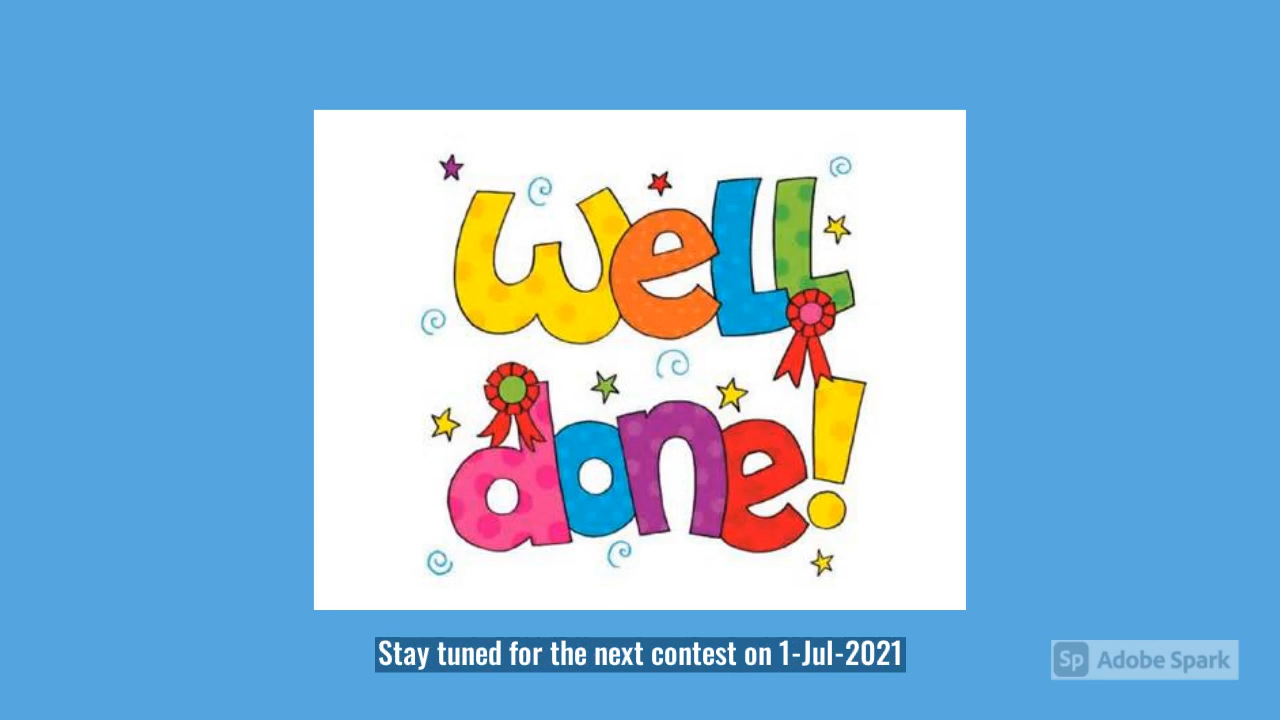 well
done!
Stay tuned for the next contest on 1-Jul-2021
Sp Adobe Spark